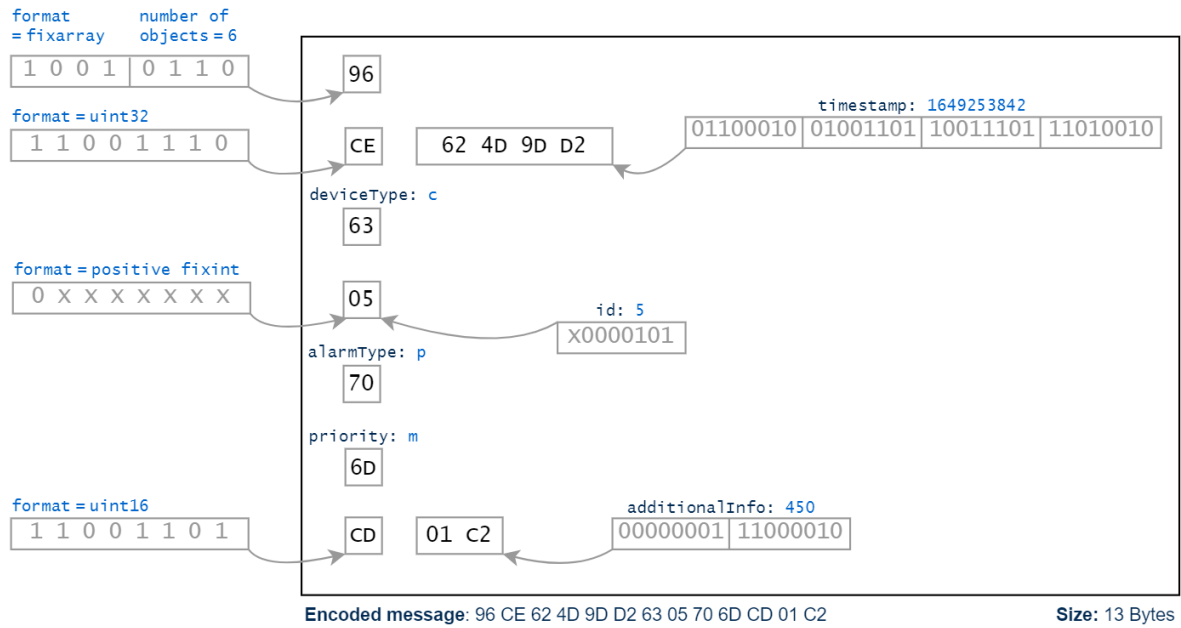 format number of
= fixarray objects = 6
1 0 0 1 0 1 1 0
96
timestamp: 1649253842
format = uint32
1 1 0 0 1 1 1 0
CE 62 4D 9D D2
01100010 01001101 10011101 11010010
deviceType: c
63
format = positive fixint
0 X X X X X X X
05
id: 5
X0000101
alarmType: p
70
priority: m
6D
format = uint16
1 1 0 0 1 1 0 1
CD 01 C2
additionalInfo: 450
00000001 11000010
Encoded message: 96 CE 62 4D 9D D2 63 05 70 6D CD 01 C2
Size: 13 Bytes